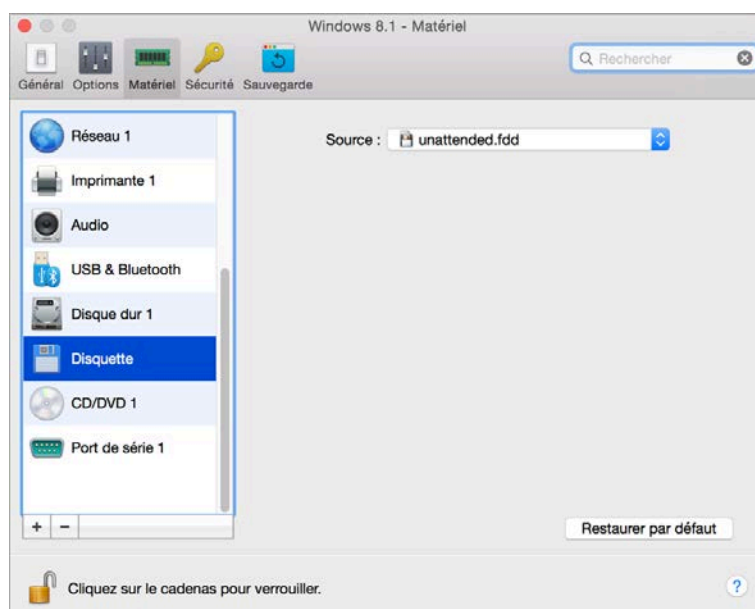 Windows 8.1 - Matériel
Général Options Matériel Sécurité Sauvegarde
Rechercher
Réseau 1
Imprimante 1
Audio
USB & Bluetooth
Disque dur 1
Disquette
CD/DVD 1
Port de série 1
+ −
Source : unattended.fdd
Restaurer par défaut
Cliquez sur le cadenas pour verrouiller.
?